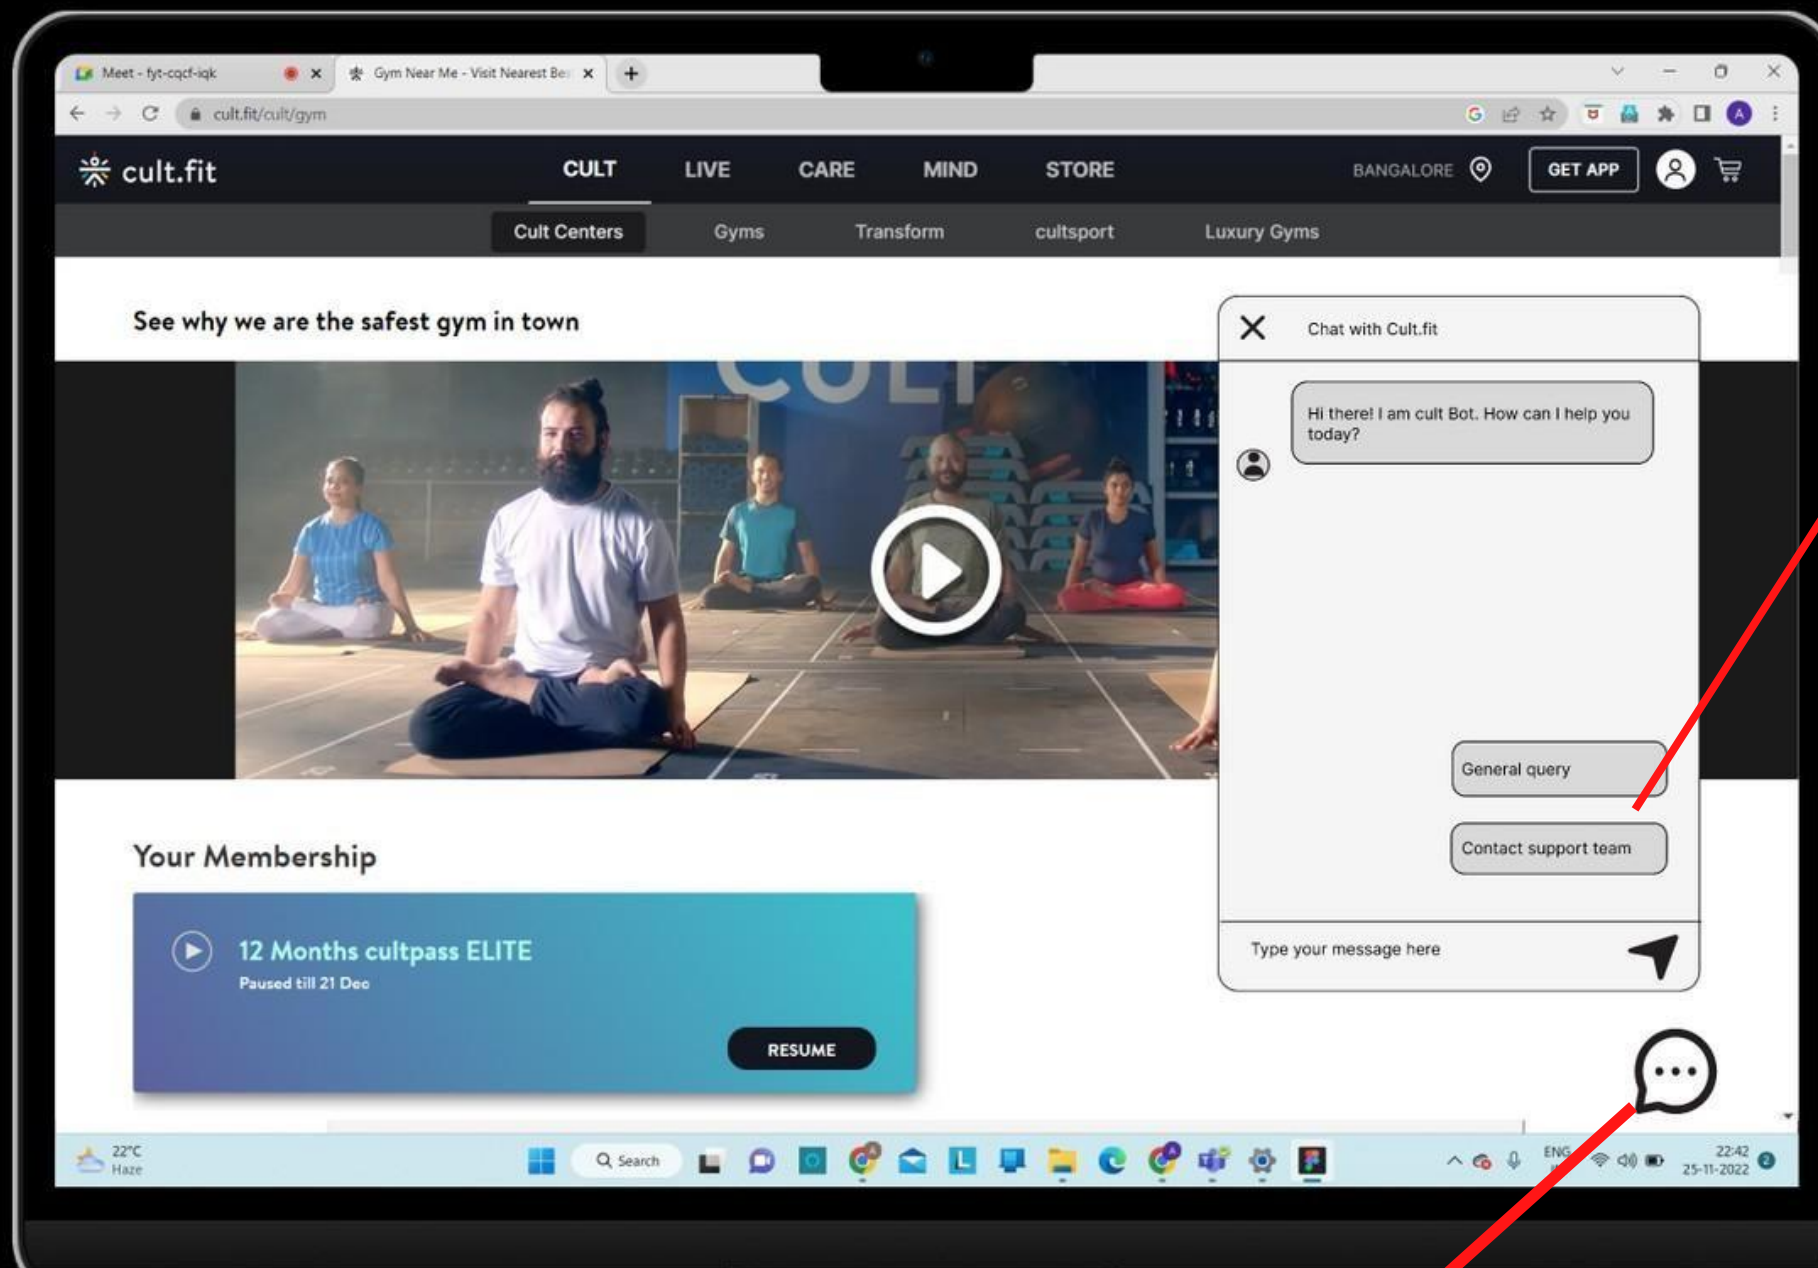 Meet - fyt-cqcf-iqk
Gym Near Me - Visit Nearest Be
cult.fit/cult/gym
G
A
cult.fit
CULT
LIVE
CARE
MIND
STORE
BANGALORE
GET APP
Cult Centers
Gyms
Transform
cultsport
Luxury Gyms
See why we are the safest gym in town
CULT
Chat with Cult.fit
Hi there! I am cult Bot. How can I help you
today?
General query
Contact support team
Type your message here
Your Membership
12 Months cultpass ELITE
Paused till 21 Dec
RESUME
22°C
Haze
Search
L
ENG
22:42
25-11-2022
2